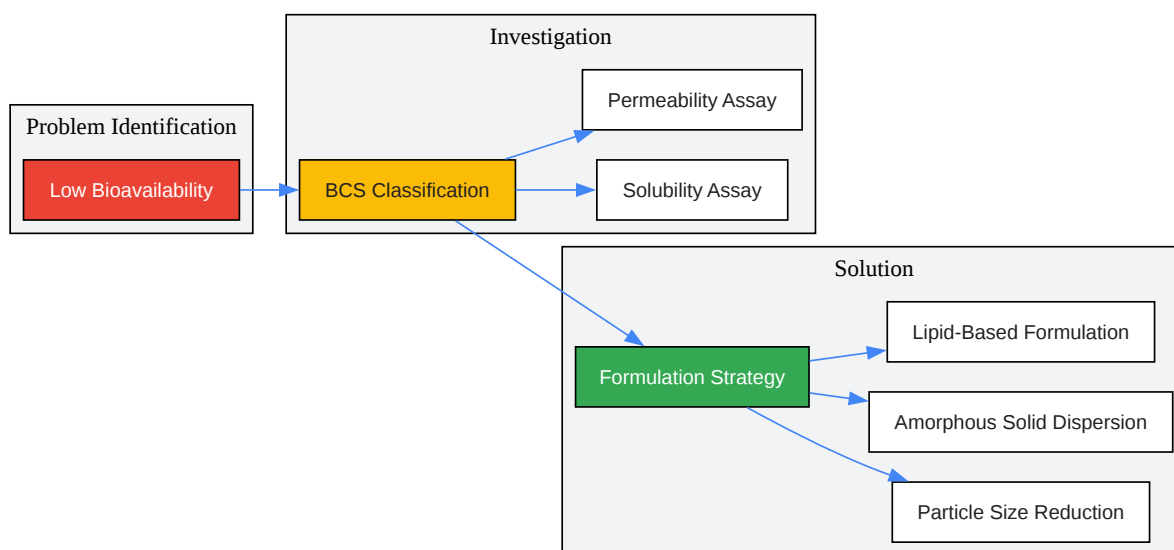 Problem Identification
Low Bioavailability
Investigation
BCS Classification
Permeability Assay
Solubility Assay
Solution
Formulation Strategy
Lipid-Based Formulation
Amorphous Solid Dispersion
Particle Size Reduction